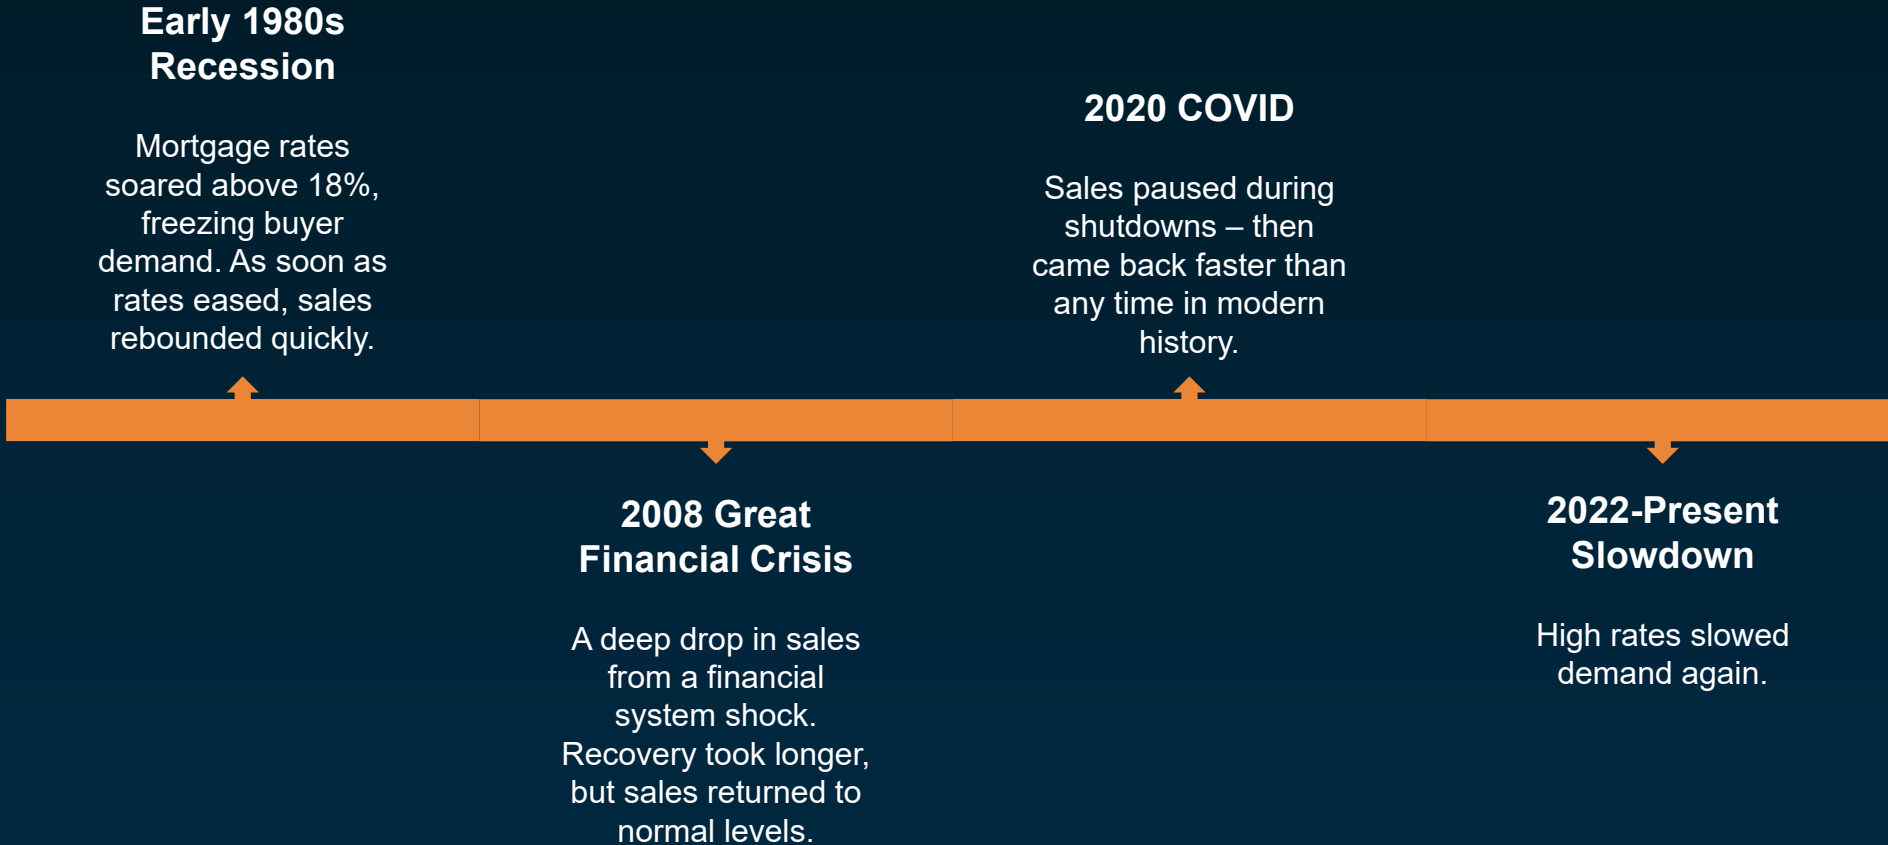 Early 1980s
Recession
Mortgage rates
soared above 18%,
freezing buyer
demand. As soon as
rates eased, sales
rebounded quickly.
2008 Great
Financial Crisis
A deep drop in sales
from a financial
system shock.
Recovery took longer,
but sales returned to
normal levels.
2020 COVID
Sales paused during
shutdowns – then
came back faster than
any time in modern
history.
2022-Present
Slowdown
High rates slowed
demand again.